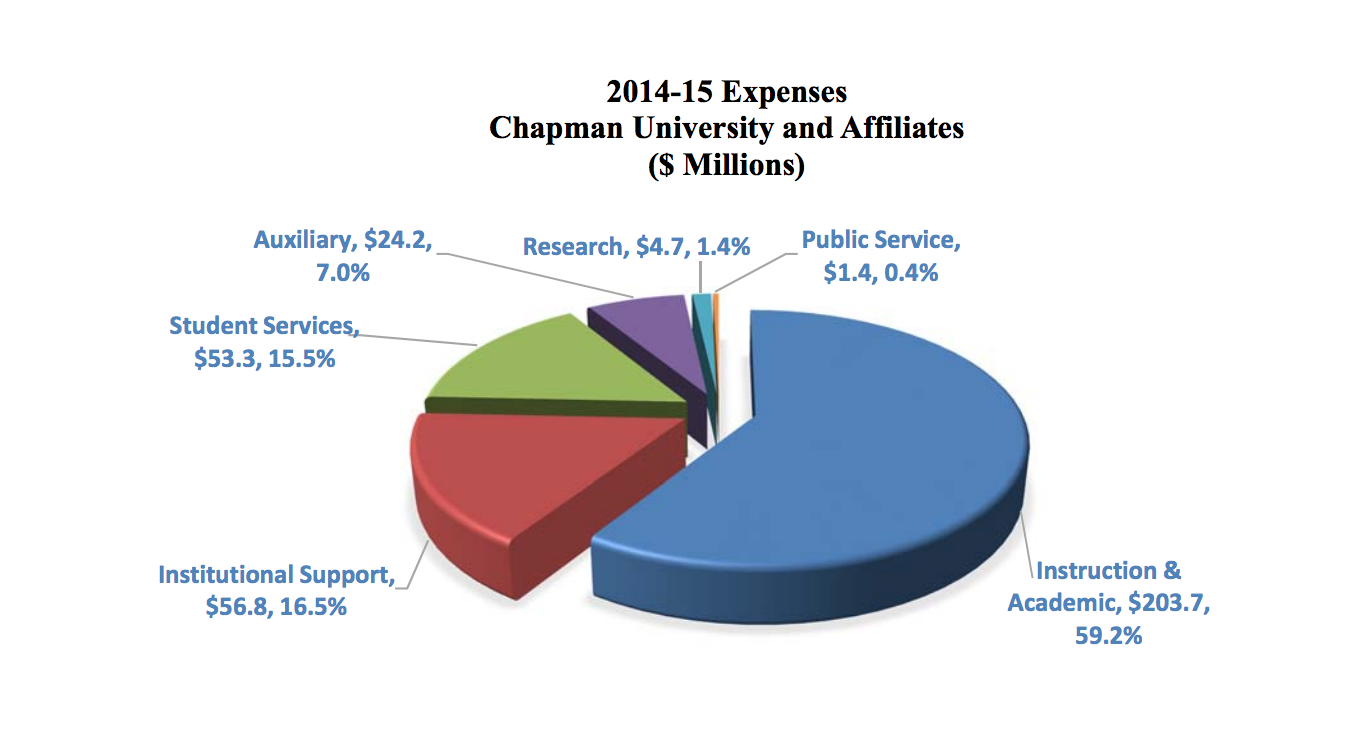 2014-15 Expenses
Chapman University and Affiliates
($ Millions)
Auxiliary, $24.2,
7.0%
Research, $4.7, 1.4%
Public Service,
$1.4, 0.4%
Student Services,
$53.3, 15.5%
Institutional Support,
$56.8, 16.5%
Instruction &
Academic, $203.7,
59.2%